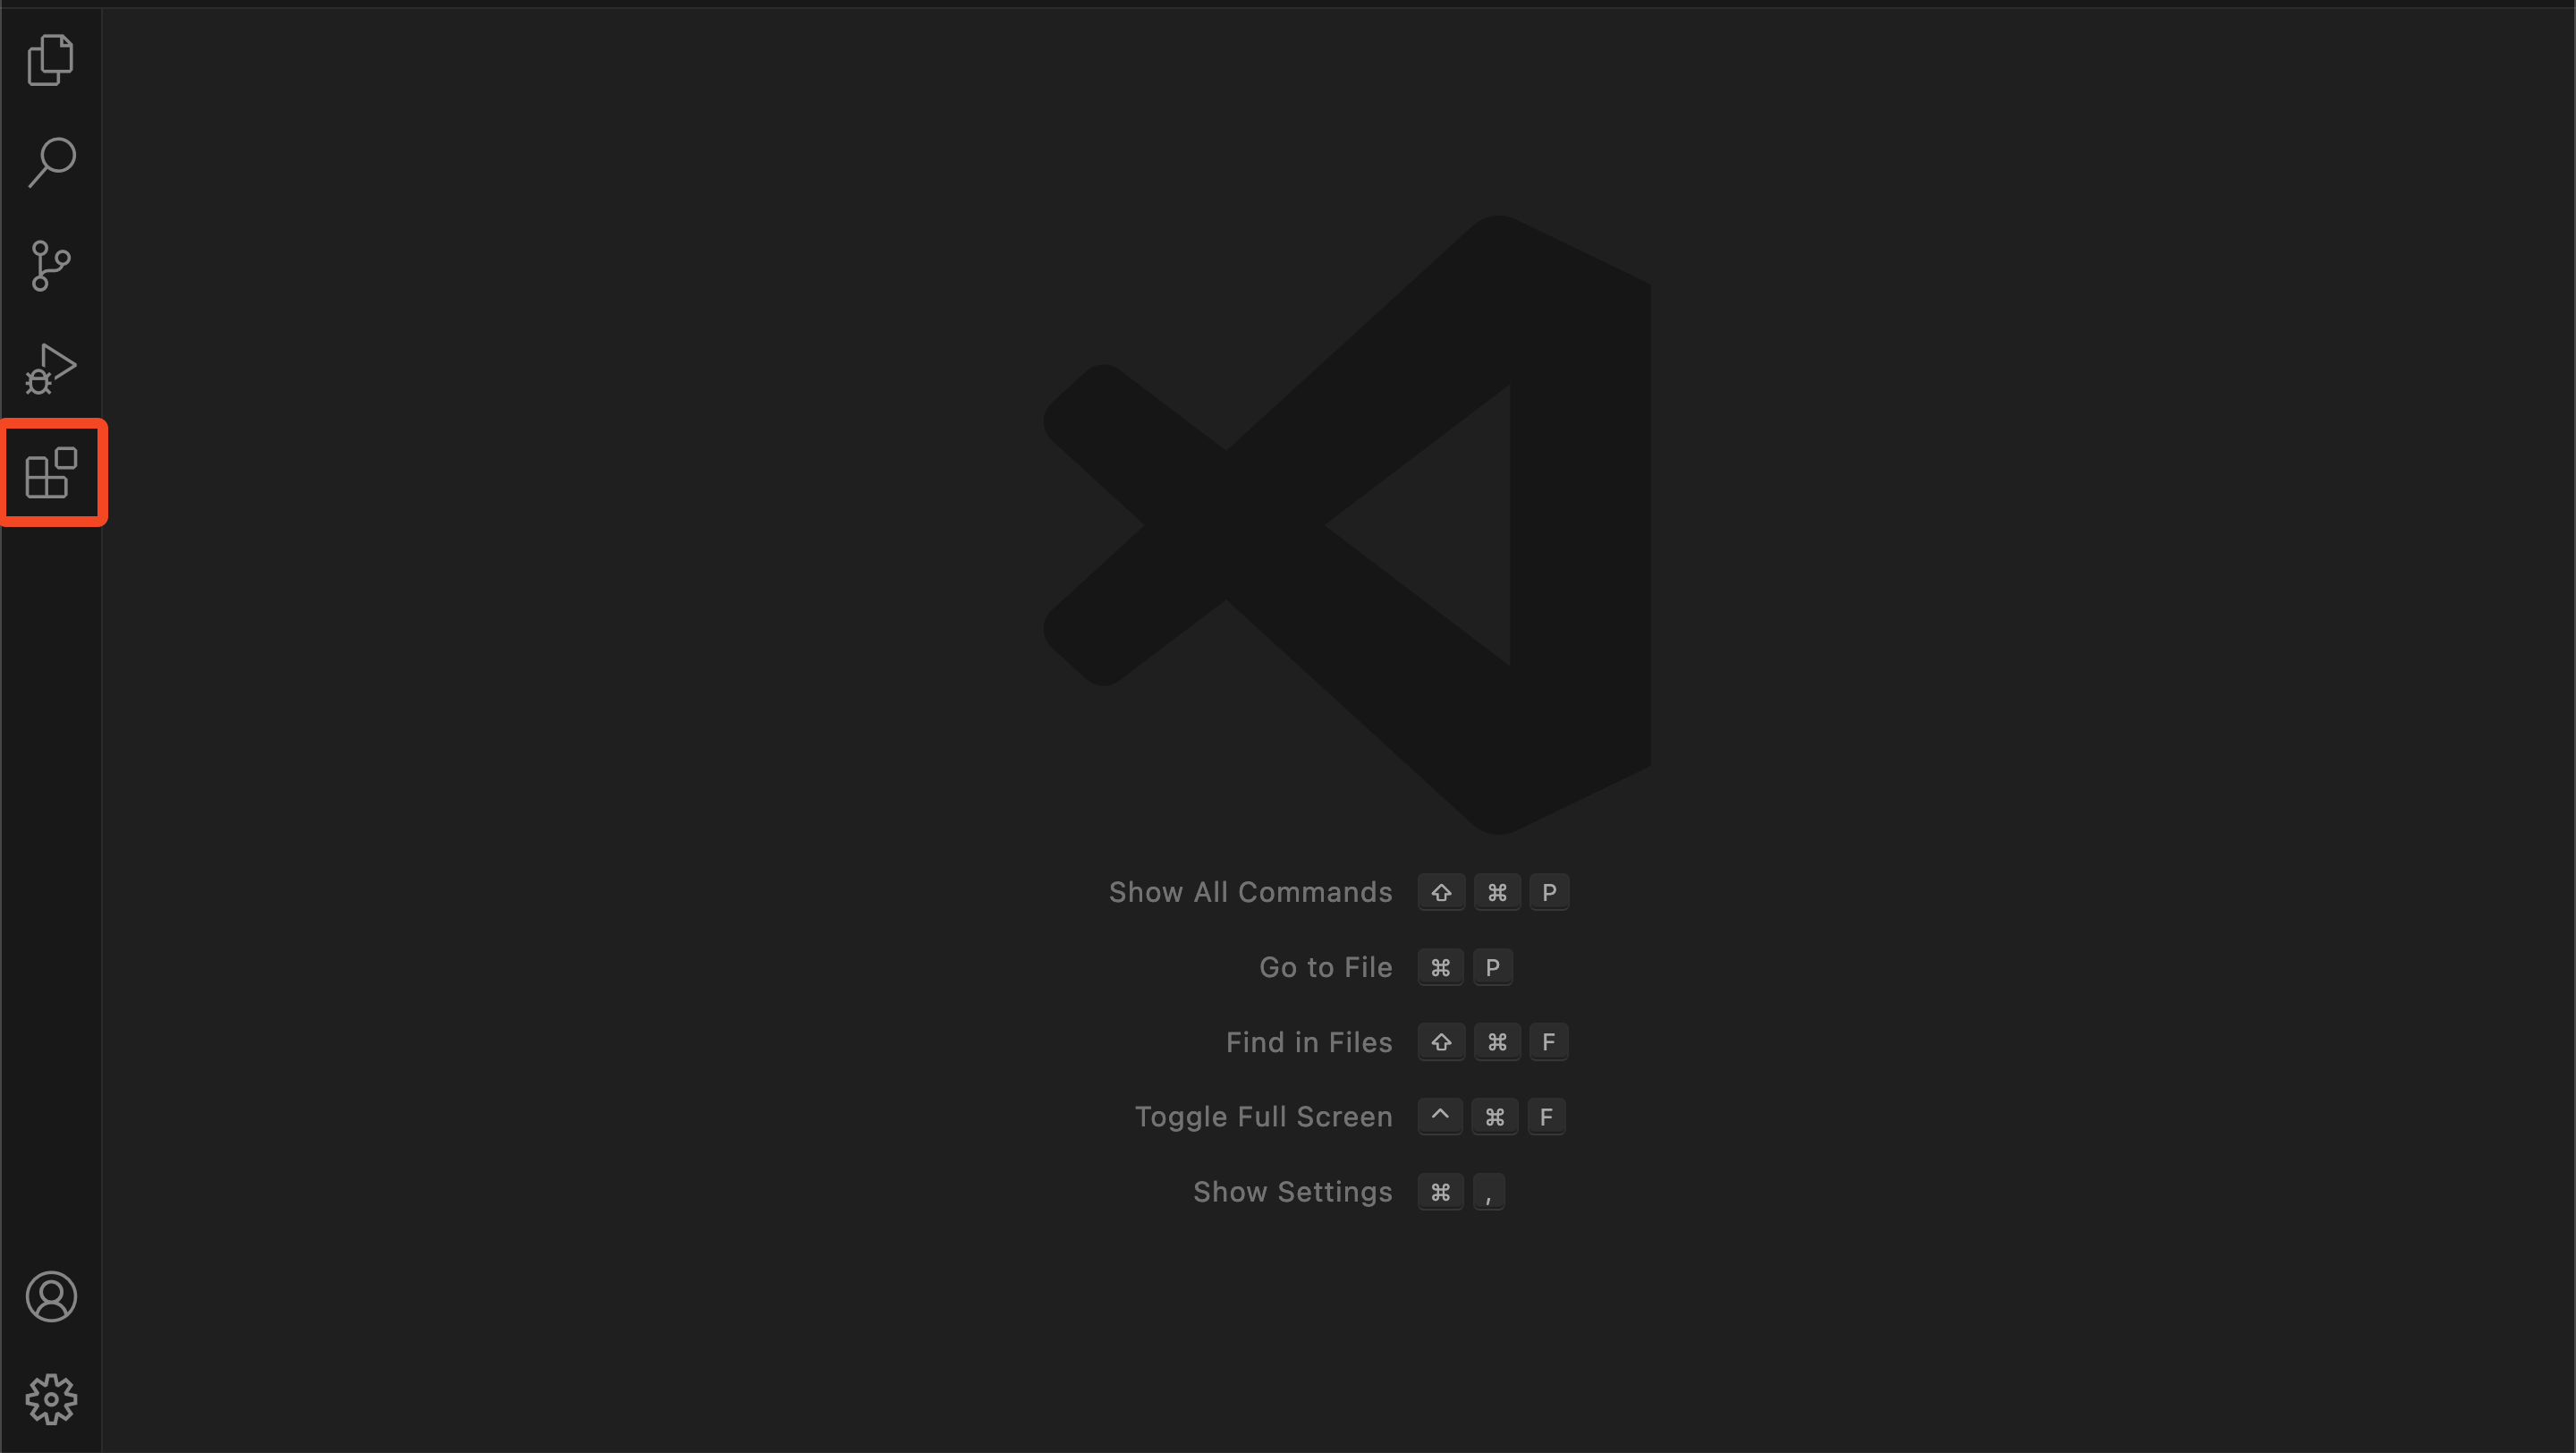 Show All Commands ⇧ ⌘ P
Go to File ⌘ P
Find in Files ⇧ ⌘ F
Toggle Full Screen ^ ⌘ F
Show Settings ⌘ ,